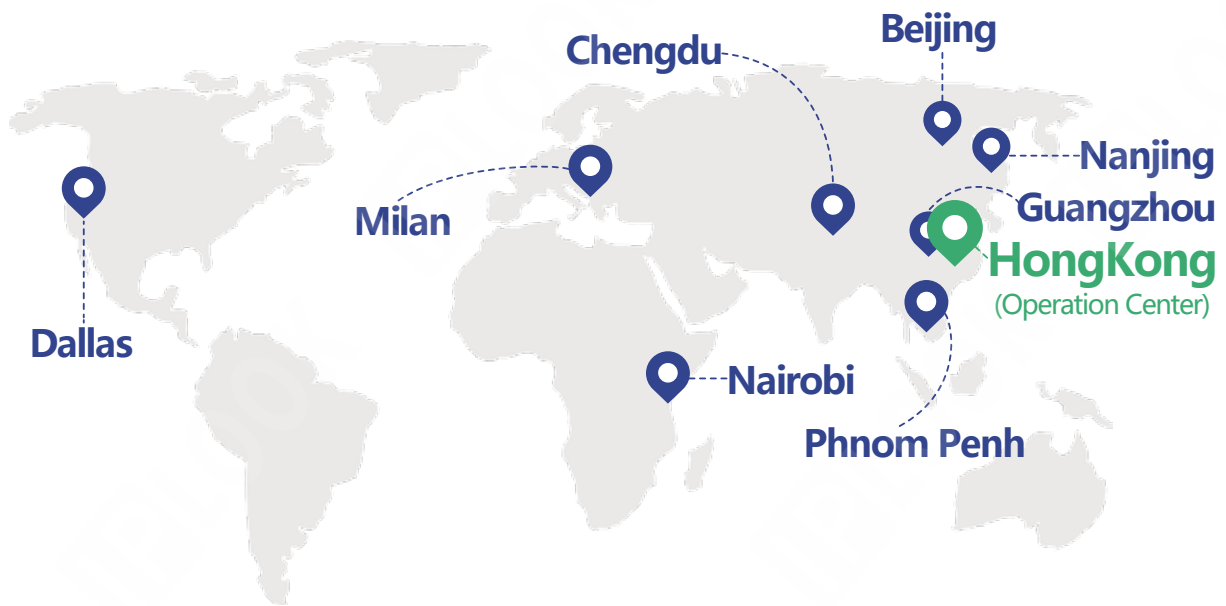 Beijing
Chengdu
Nanjing
Guangzhou
Milan
HongKong
(Operation Center)
Dallas
Nairobi
Phnom Penh